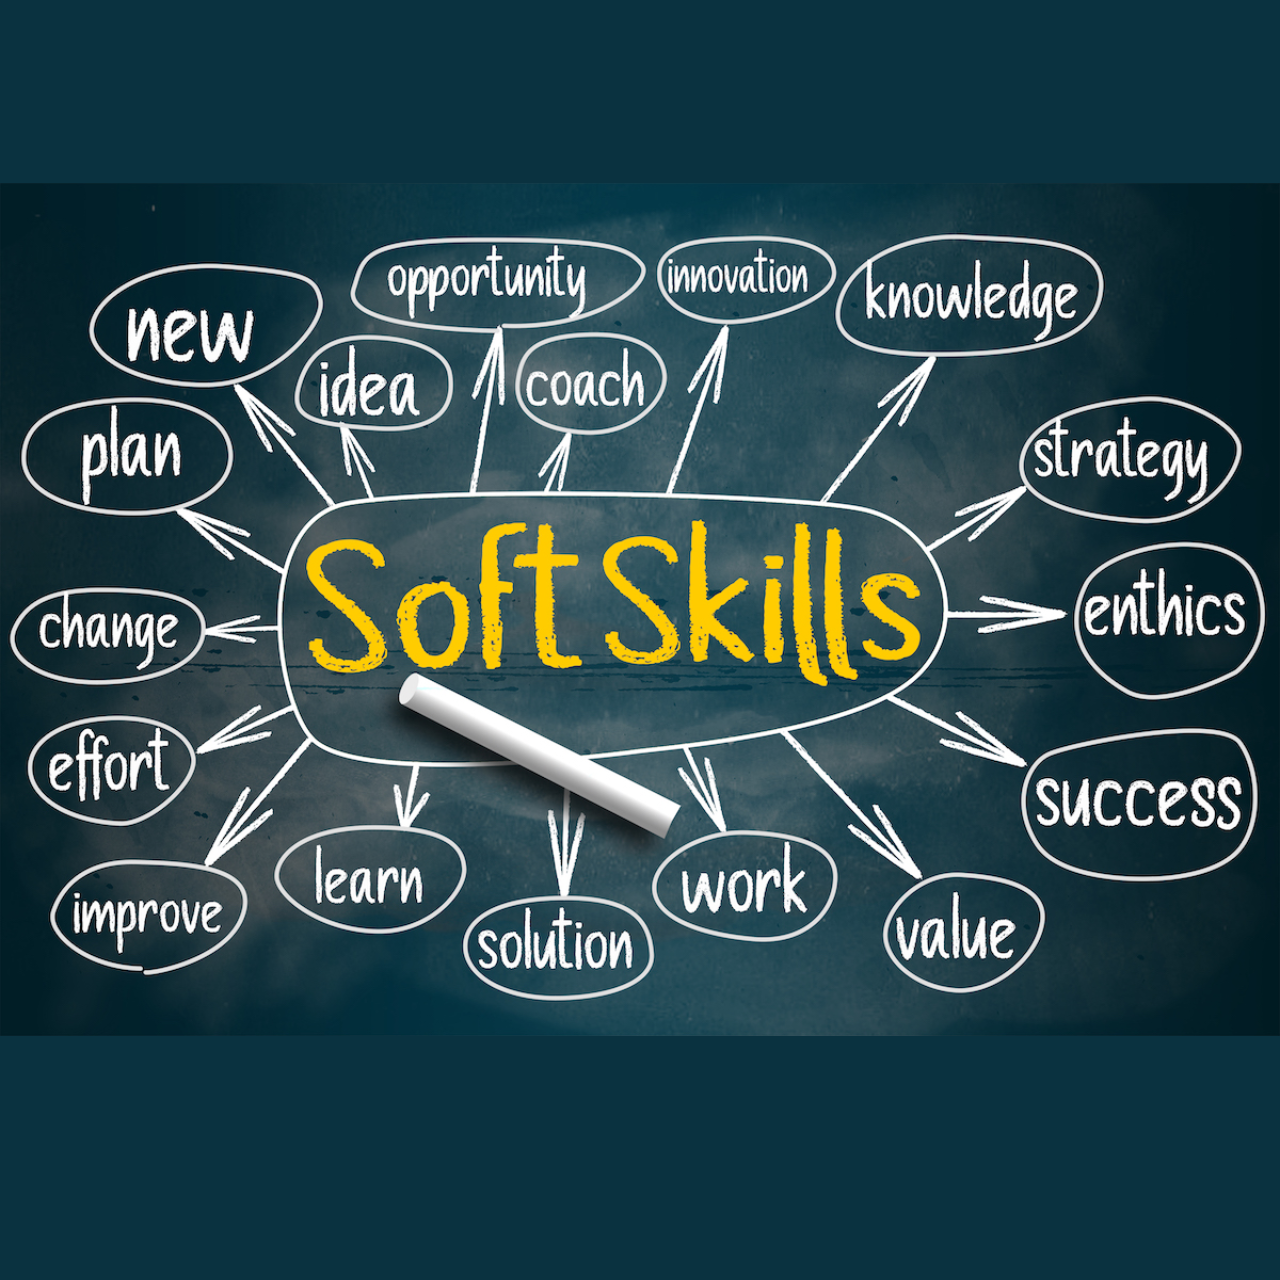 opportunity
innovation
knowledge
new
idea
coach
plan
strategy
Soft Skills
change
enthics
effort
success
improve
learn
solution
work
value